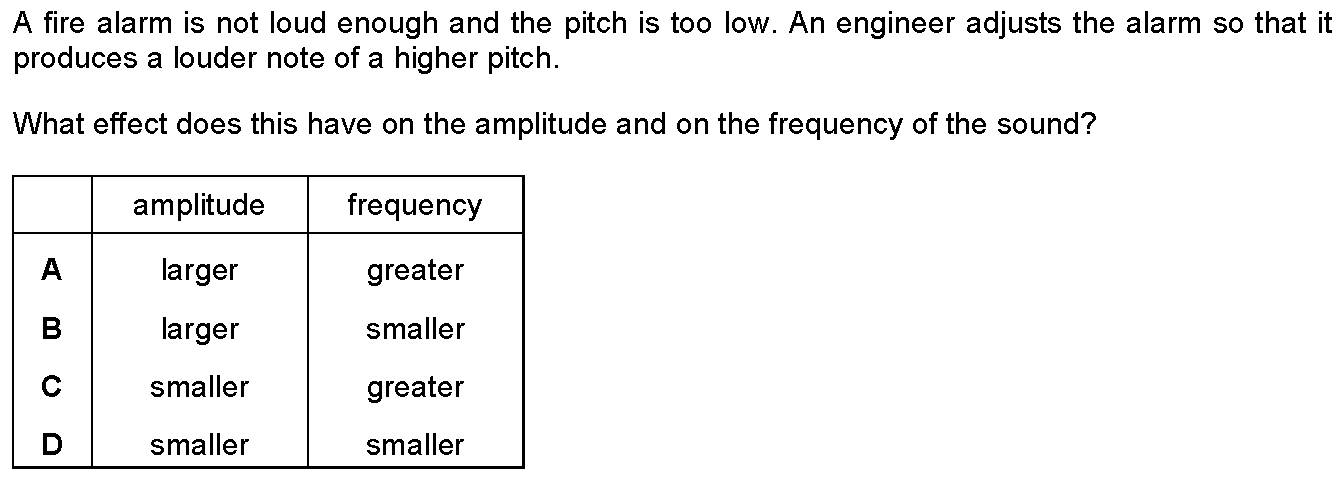 A fire alarm is not loud enough and the pitch is too low. An engineer adjusts the alarm so that it
produces a louder note of a higher pitch.
What effect does this have on the amplitude and on the frequency of the sound?
amplitude frequency
A larger greater
B larger smaller
C smaller greater
D smaller smaller